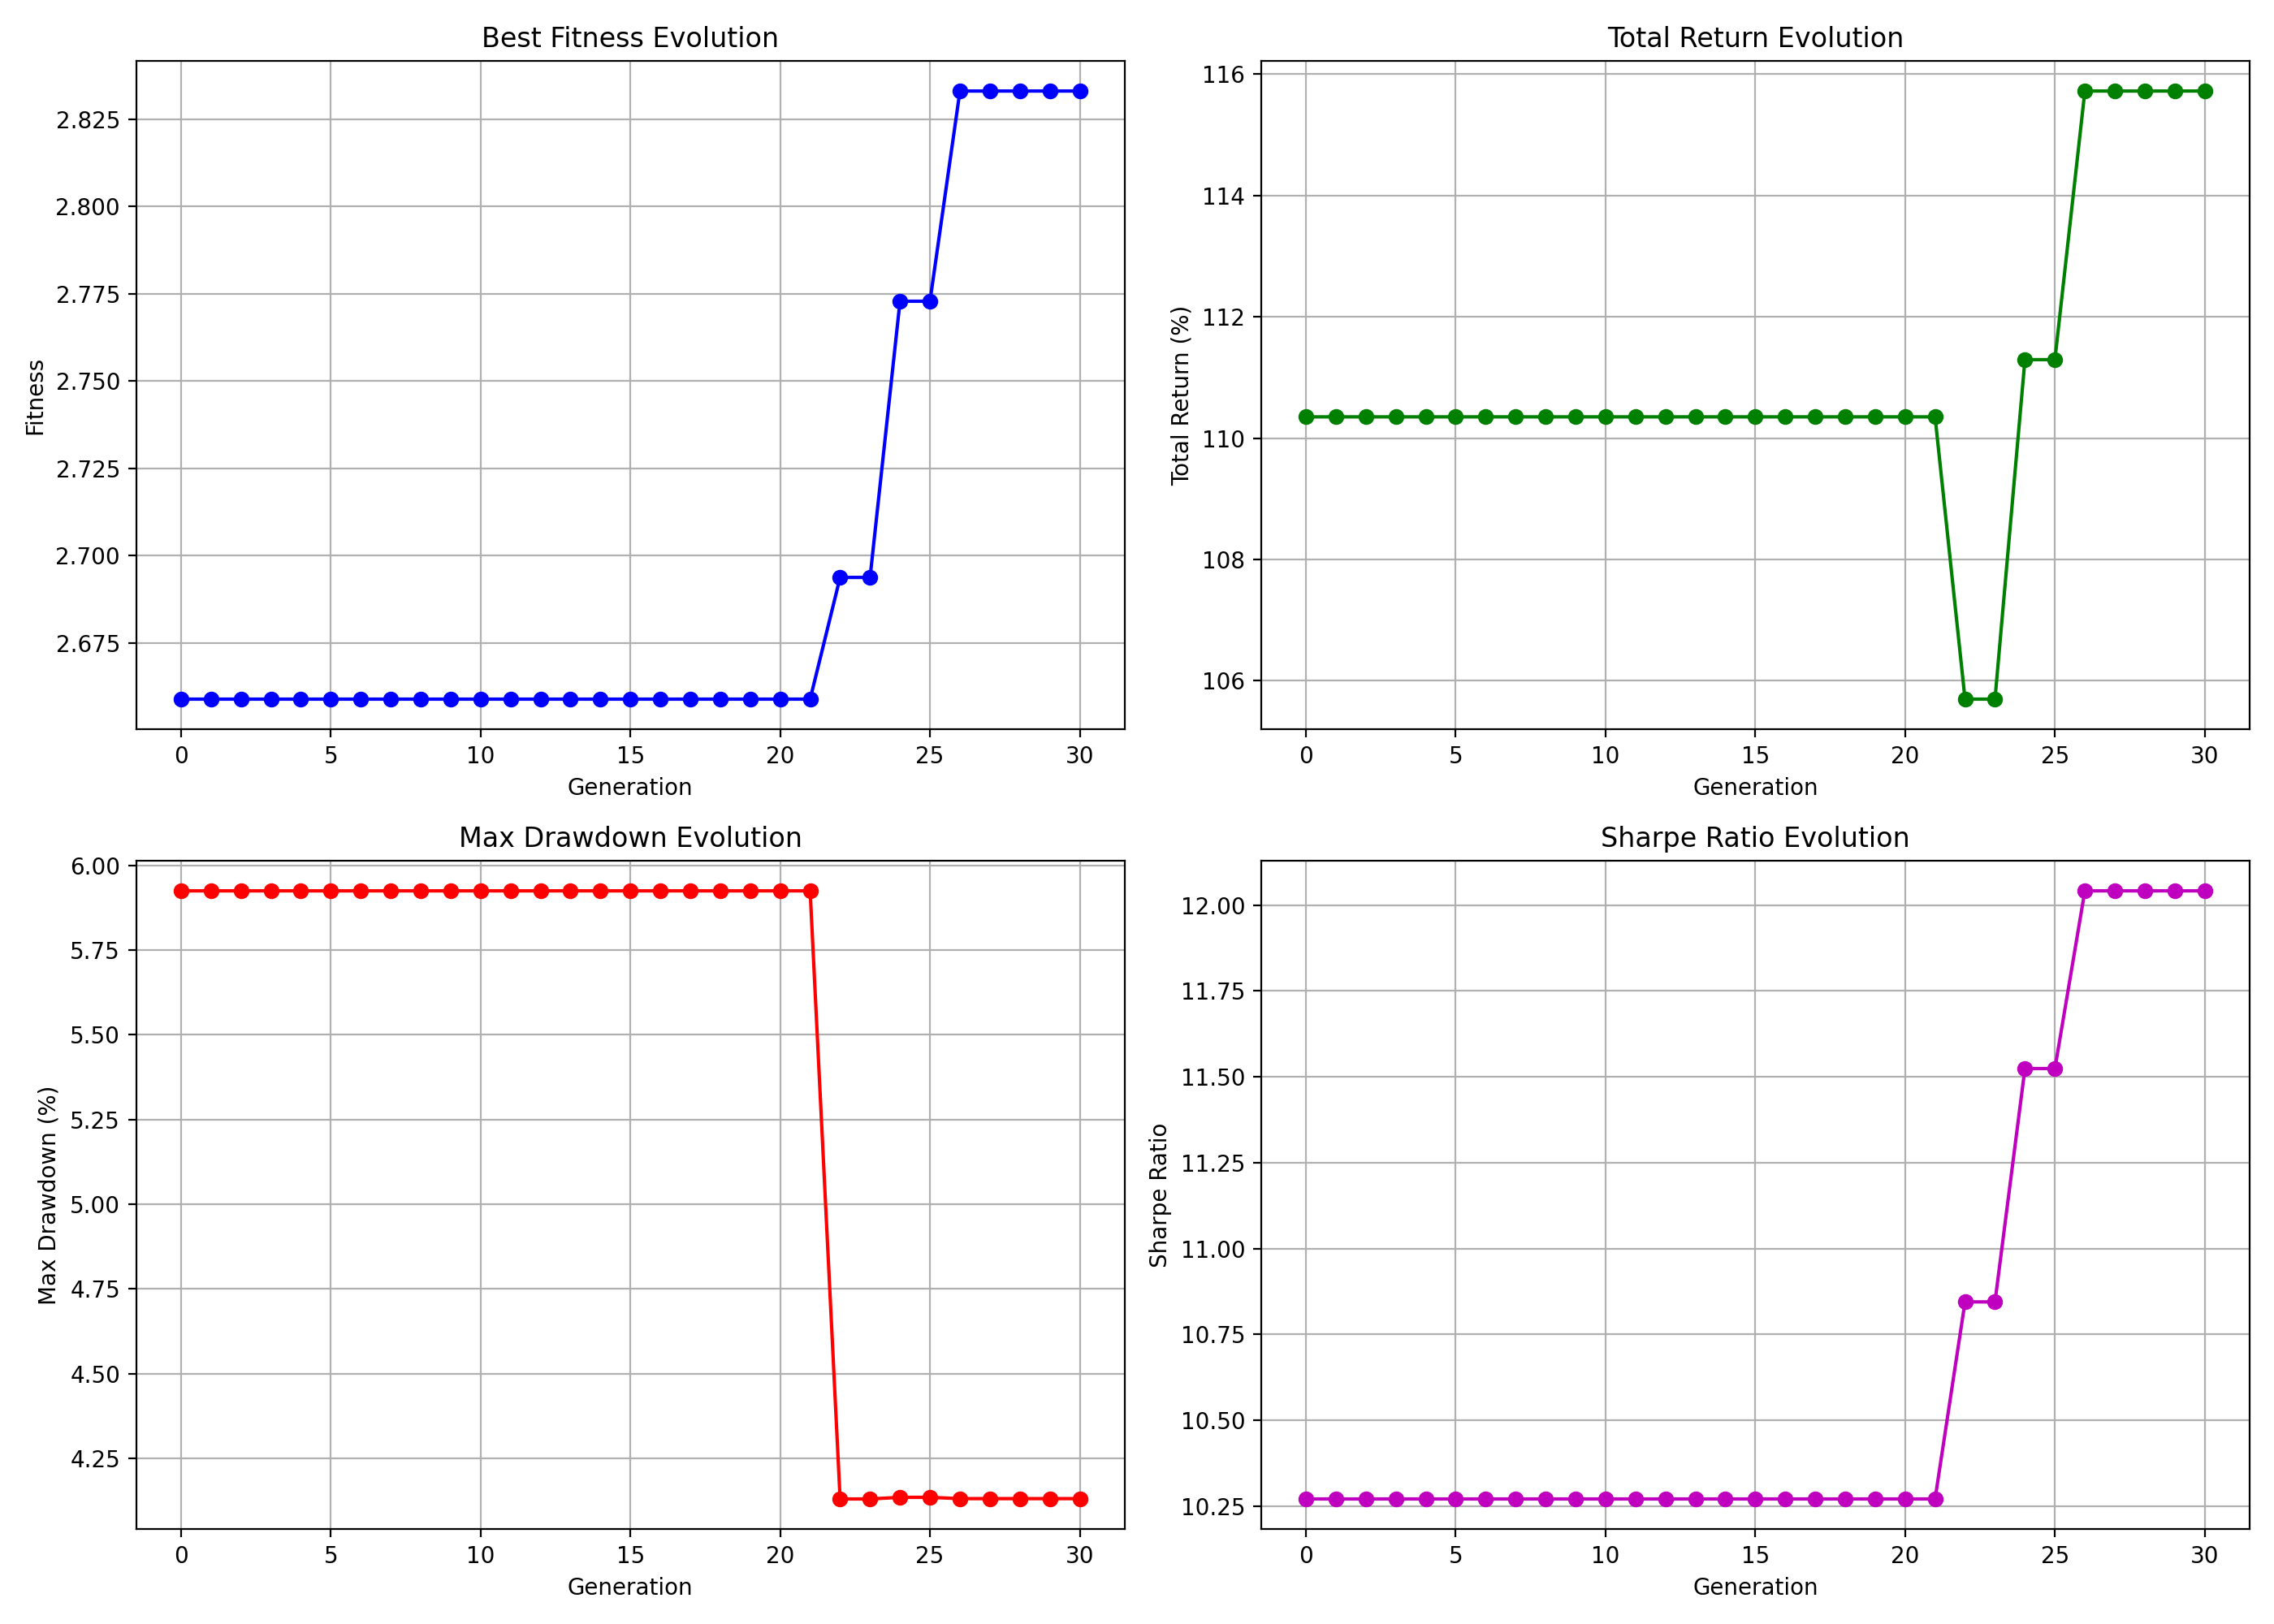 Best Fitness Evolution
2.825
2.800
2.775
2.750
2.725
2.700
2.675
Fitness
0 5 10 15 20 25 30
Generation
Total Return Evolution
116
114
112
110
108
106
Total Return (%)
0 5 10 15 20 25 30
Generation
Max Drawdown Evolution
6.00
5.75
5.50
5.25
5.00
4.75
4.50
4.25
Max Drawdown (%)
0 5 10 15 20 25 30
Generation
Sharpe Ratio Evolution
12.00
11.75
11.50
11.25
11.00
10.75
10.50
10.25
Sharpe Ratio
0 5 10 15 20 25 30
Generation